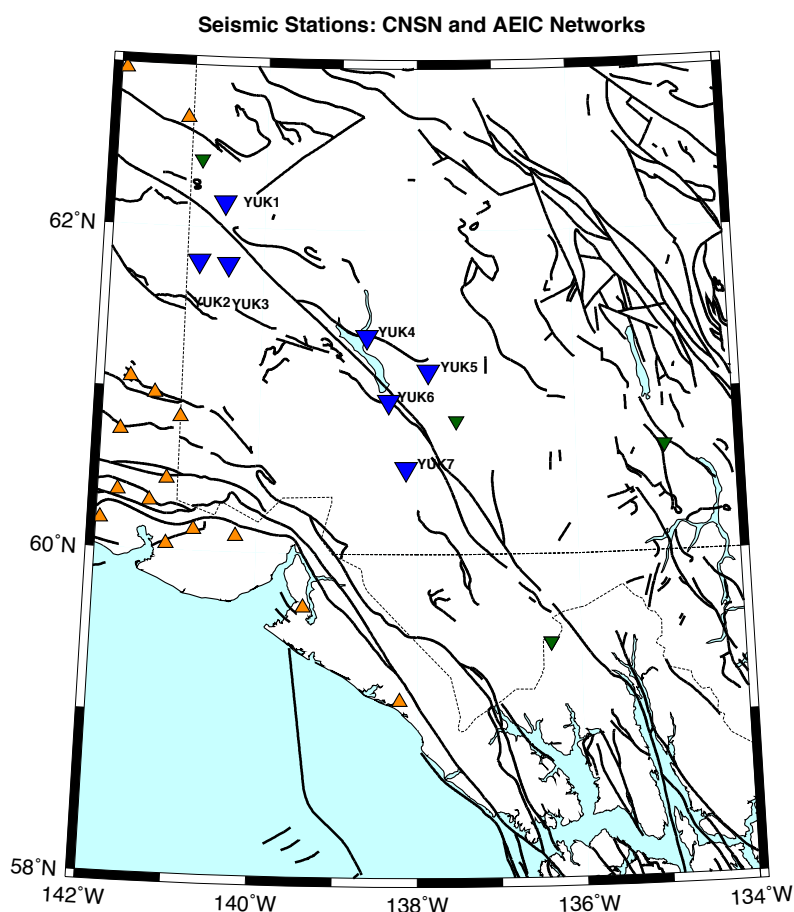 Seismic Stations: CNSN and AEIC Networks
YUK1
62°N
YUK2 YUK3
YUK4
YUK5
YUK6
YUK7
60°N
58°N
142°W 140°W 138°W 136°W 134°W